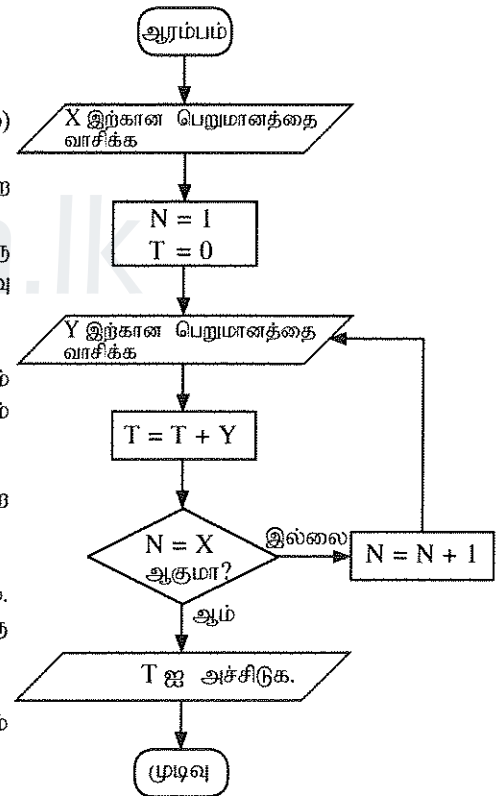 ஆரம்பம்
X இற்கான பெறுமானத்தை
வாசிக்க
N = 1
T = 0
Y இற்கான பெறுமானத்தை
வாசிக்க
T = T + Y
N = X
ஆகுமா?
இல்லை
N = N + 1
ஆம்
T ஐ அச்சிடுக.
முடிவு